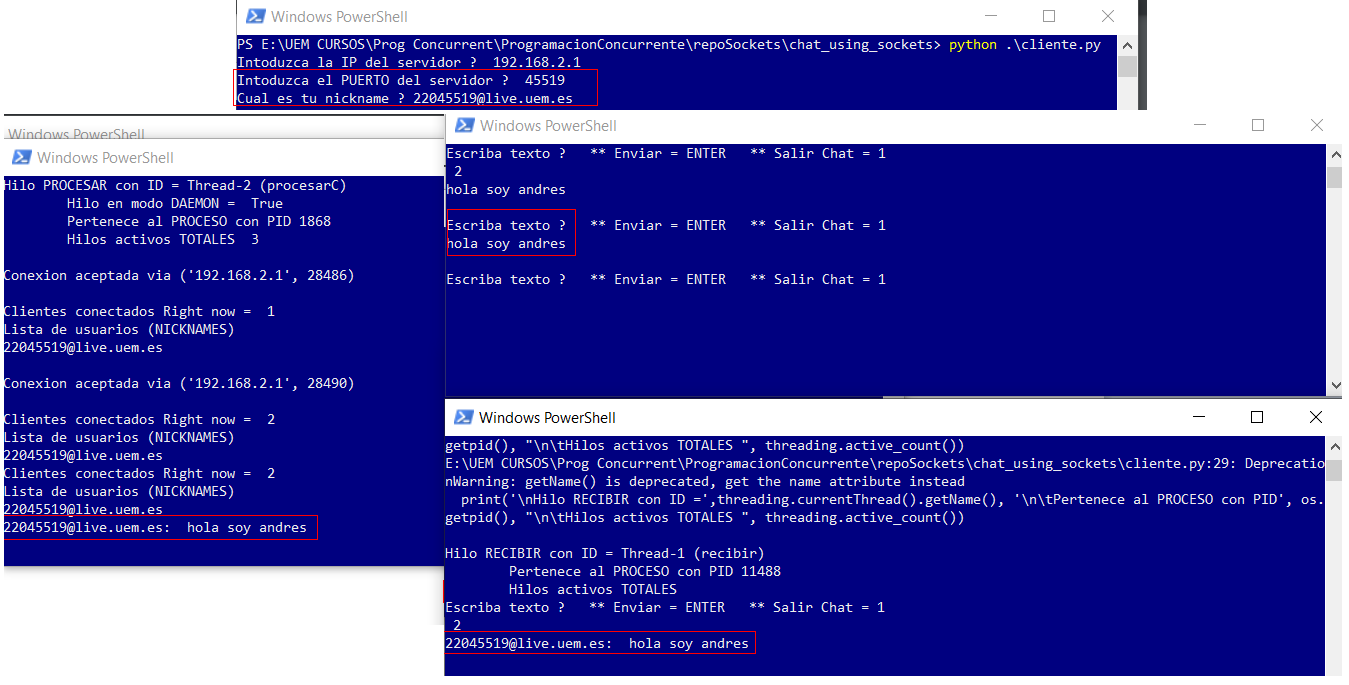 Windows PowerShell
PS E:\UEM CURSOS\Prog Concurrent\ProgramacionConcurrente\repoSockets\chat_using_sockets> python .\cliente.py
Intoduzca la IP del servidor ?  192.168.2.1
Intoduzca el PUERTO del servidor ?  45519
Cual es tu nickname ? 22045519@live.uem.es
Windows PowerShell
Windows PowerShell
Hilo PROCESAR con ID = Thread-2 (procesarC)
Hilo en modo DAEMON =  True
Pertenece al PROCESO con PID 1868
Hilos activos TOTALES  3
Conexion aceptada via ('192.168.2.1', 28486)
Clientes conectados Right now =  1
Lista de usuarios (NICKNAMES)
22045519@live.uem.es
Conexion aceptada via ('192.168.2.1', 28490)
Clientes conectados Right now =  2
Lista de usuarios (NICKNAMES)
22045519@live.uem.es
Clientes conectados Right now =  2
Lista de usuarios (NICKNAMES)
22045519@live.uem.es
22045519@live.uem.es:  hola soy andres
Windows PowerShell
Escriba texto ?   ** Enviar = ENTER   ** Salir Chat = 1
2
hola soy andres
Escriba texto ?   ** Enviar = ENTER   ** Salir Chat = 1
hola soy andres
Escriba texto ?   ** Enviar = ENTER   ** Salir Chat = 1
Windows PowerShell
getpid(), "\n\tHilos activos TOTALES ", threading.active_count())
E:\UEM CURSOS\Prog Concurrent\ProgramacionConcurrente\repoSockets\chat_using_sockets\cliente.py:29: Deprecatio
nWarning: getName() is deprecated, get the name attribute instead
print('\nHilo RECIBIR con ID =',threading.currentThread().getName(), '\n\tPertenece al PROCESO con PID', os.
getpid(), "\n\tHilos activos TOTALES ", threading.active_count())
Hilo RECIBIR con ID = Thread-1 (recibir)
Pertenece al PROCESO con PID 11488
Hilos activos TOTALES
Escriba texto ?   ** Enviar = ENTER   ** Salir Chat = 1
2
22045519@live.uem.es:  hola soy andres